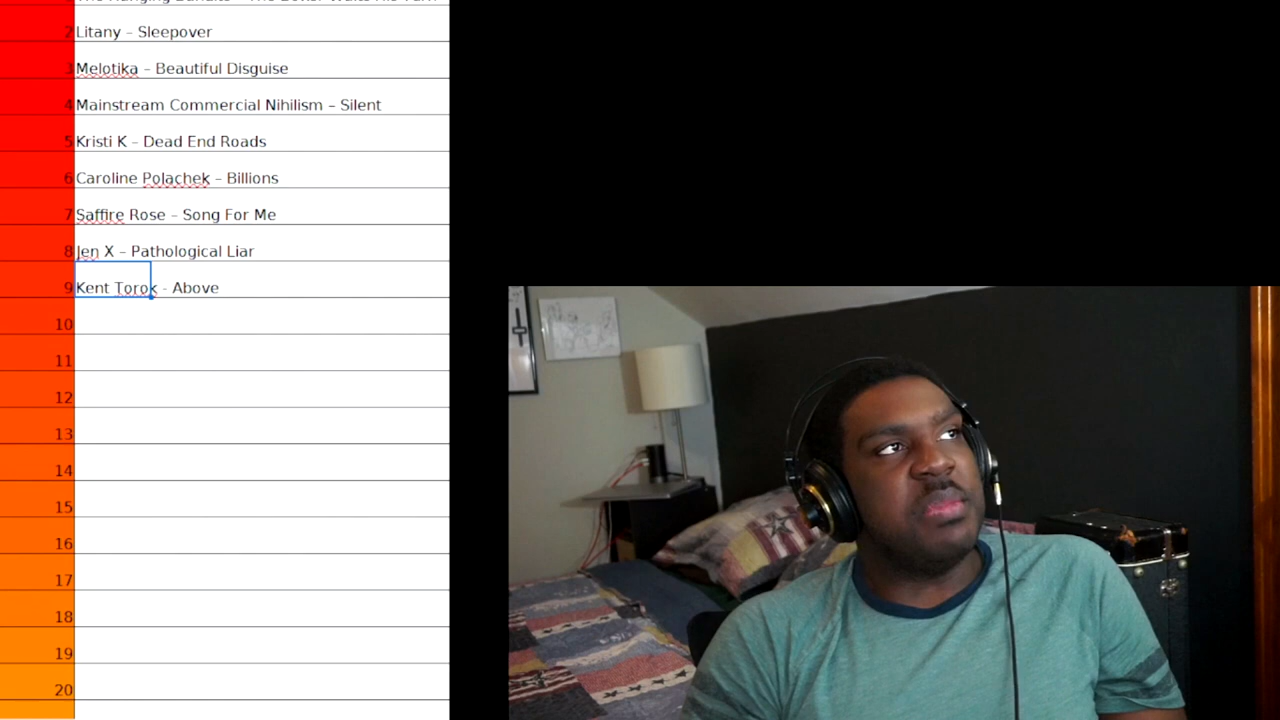 2 Litany – Sleepover
3 Melotika – Beautiful Disguise
4 Mainstream Commercial Nihilism – Silent
5 Kristi K – Dead End Roads
6 Caroline Polachek – Billions
7 Saffire Rose – Song For Me
8 Jen X – Pathological Liar
9 Kent Torok - Above
10
11
12
13
14
15
16
17
18
19
20